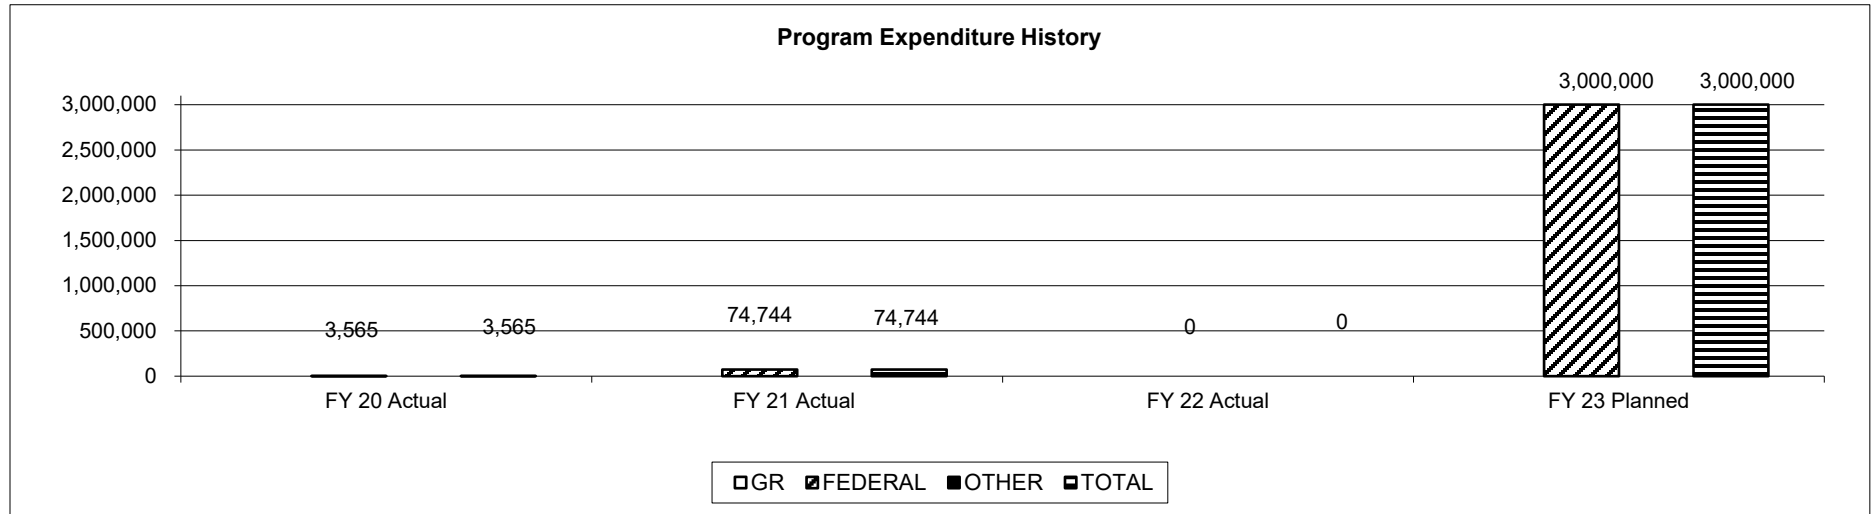 Program Expenditure History
3,000,000 3,000,000
3,000,000
2,500,000
2,000,000
1,500,000
1,000,000
500,000
0
3,565 3,565 74,744 74,744 0 0
FY 20 Actual FY 21 Actual FY 22 Actual FY 23 Planned
GR FEDERAL OTHER TOTAL